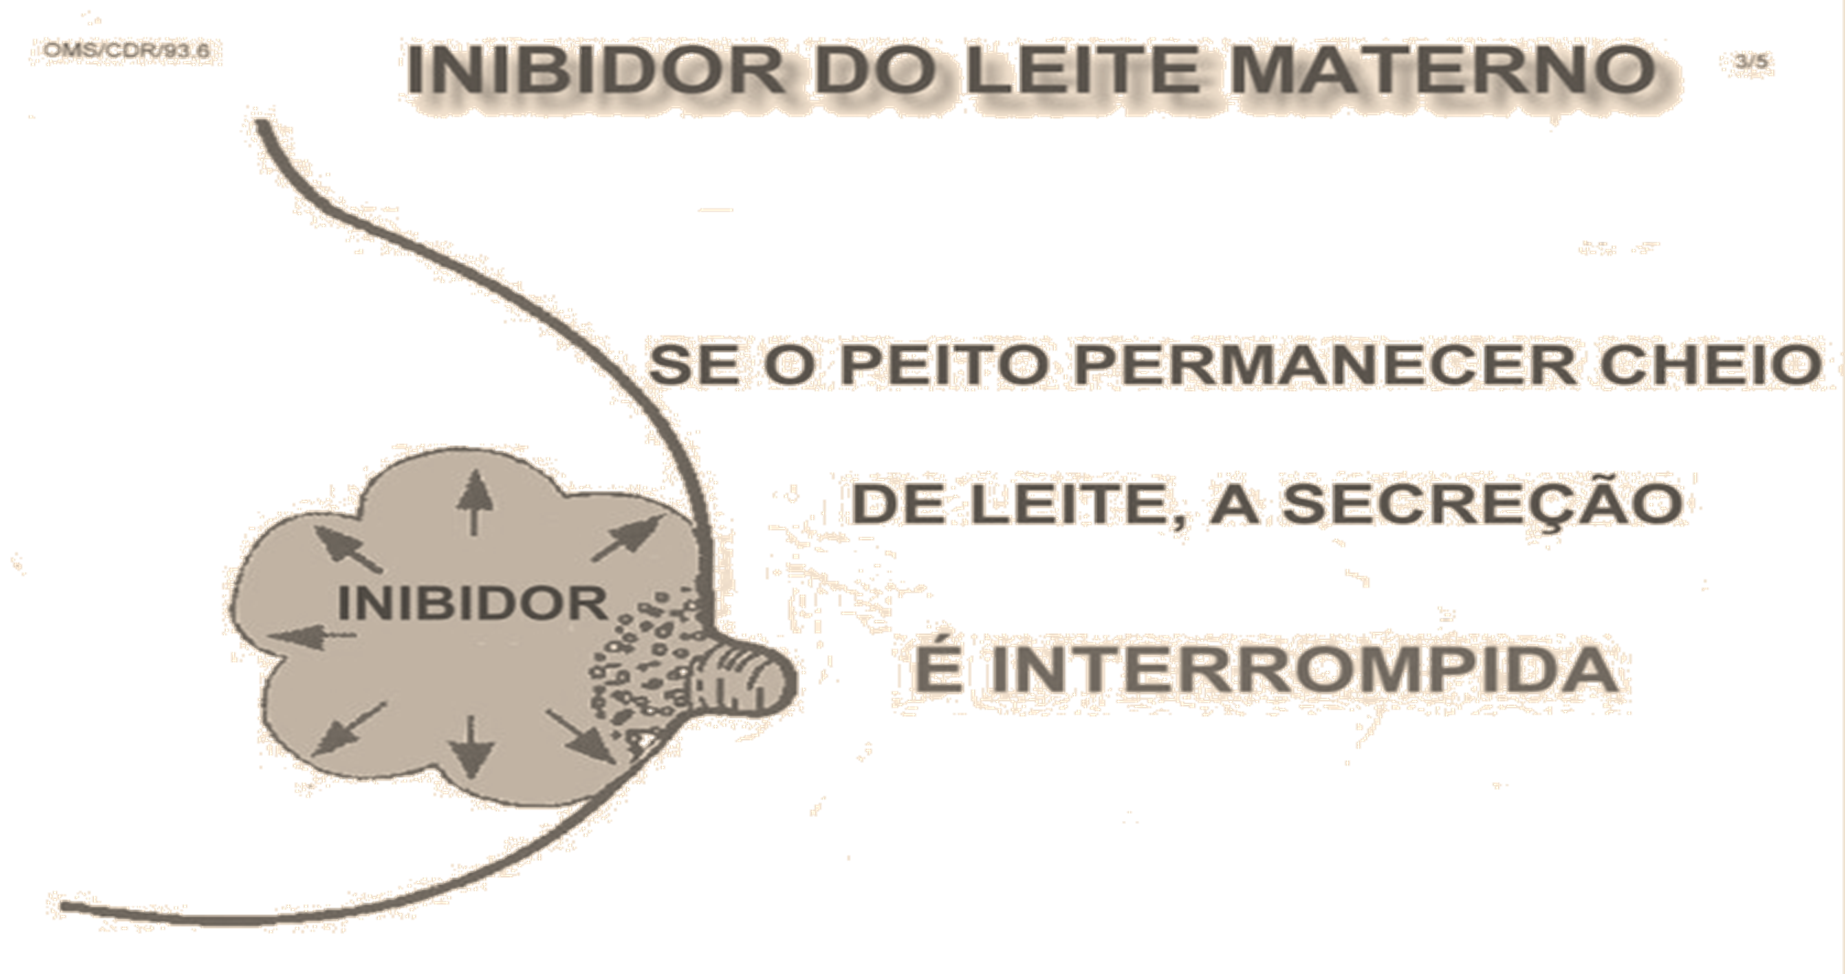 OMS/CDR/93.6
INIBIDOR DO LEITE MATERNO
3/5
SE O PEITO PERMANECER CHEIO
DE LEITE, A SECREÇÃO
É INTERROMPIDA
INIBIDOR